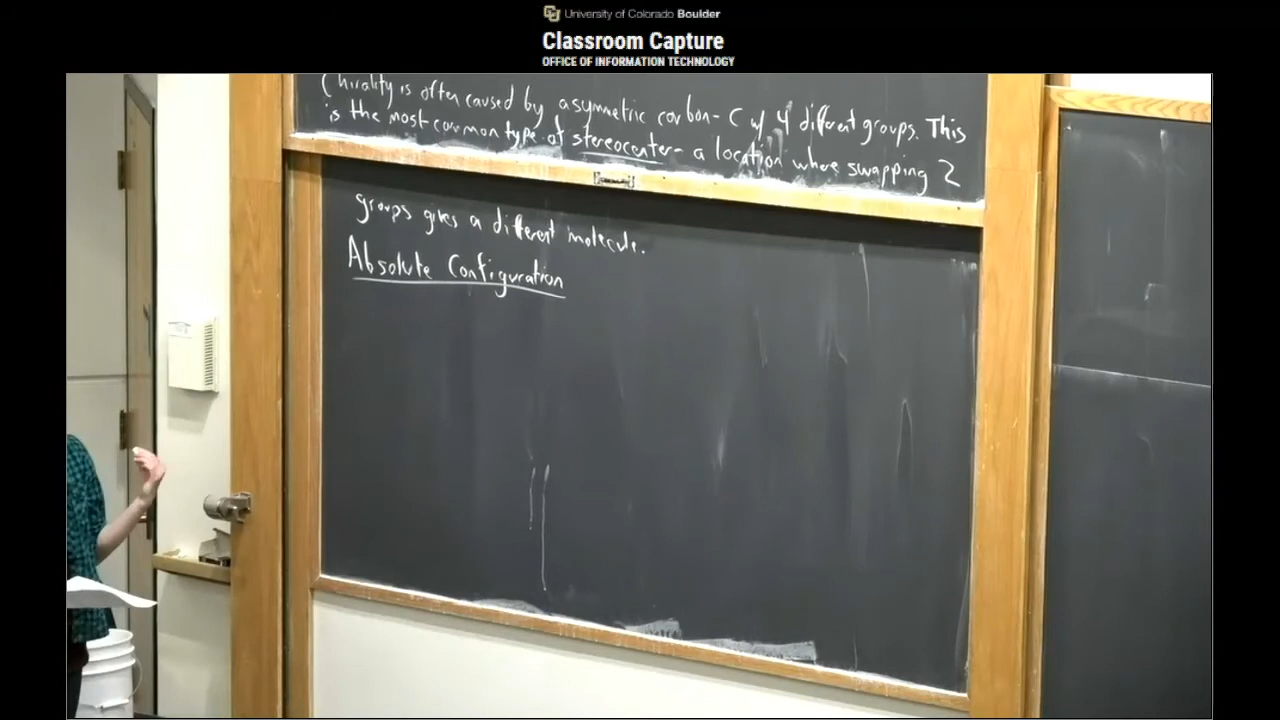 University of Colorado Boulder
Classroom Capture
OFFICE OF INFORMATION TECHNOLOGY
Chirality is often caused by asymmetric carbon - C w/ 4 different groups. This
is the most common type of stereocenter - a location where swapping 2
groups gives a different molecule.
Absolute Configuration